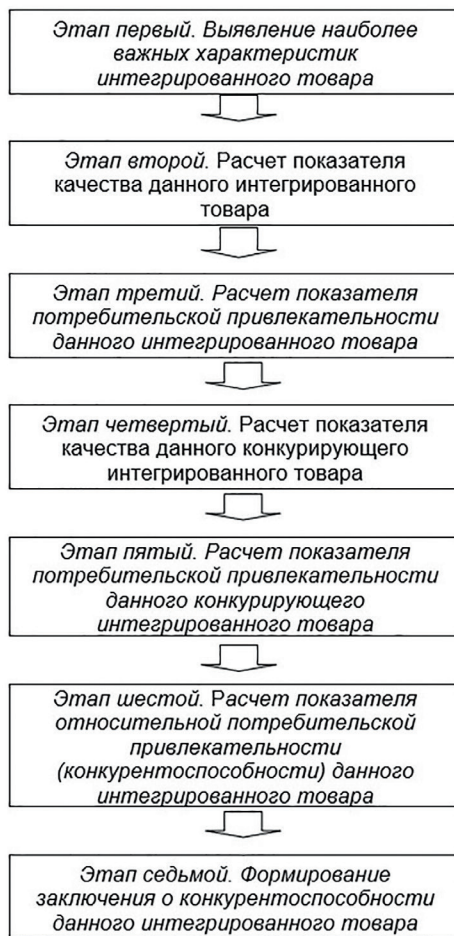 Этап первый. Выявление наиболее
важных характеристик
интегрированного товара
Этап второй. Расчет показателя
качества данного интегрированного
товара
Этап третий. Расчет показателя
потребительской привлекательности
данного интегрированного товара
Этап четвертый. Расчет показателя
качества данного конкурирующего
интегрированного товара
Этап пятый. Расчет показателя
потребительской привлекательности
данного конкурирующего
интегрированного товара
Этап шестой. Расчет показателя
относительной потребительской
привлекательности
(конкурентоспособности) данного
интегрированного товара
Этап седьмой. Формирование
заключения о конкурентоспособности
данного интегрированного товара